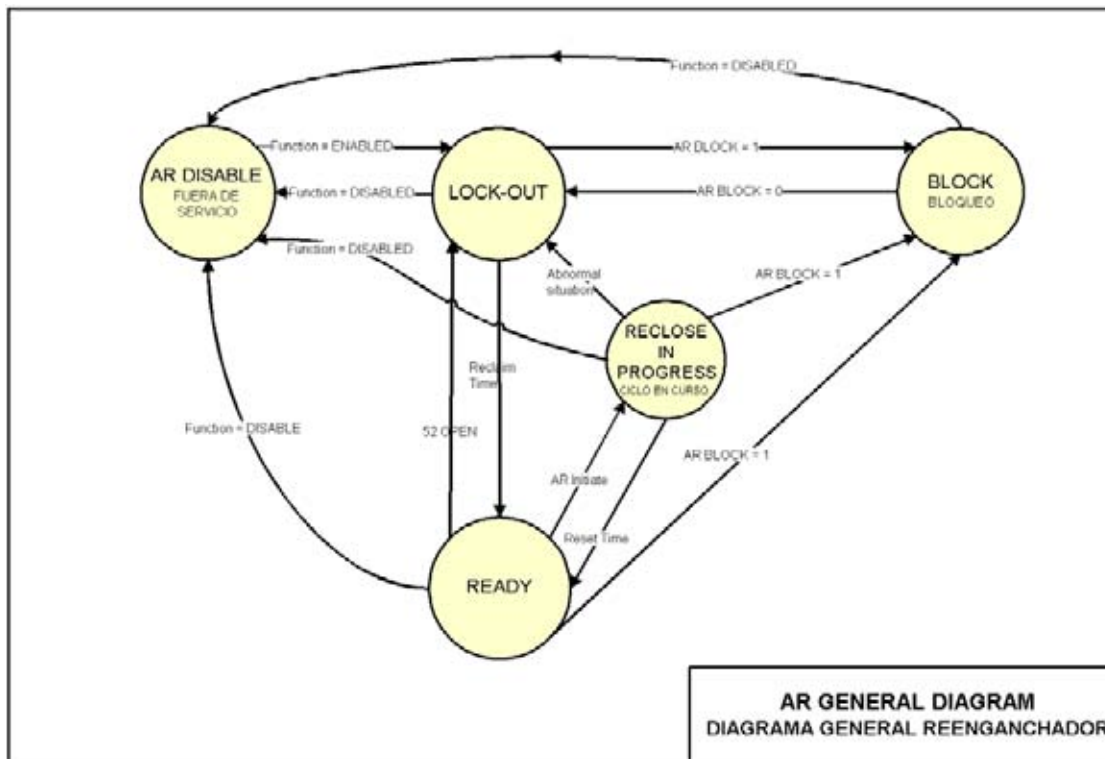 Function = DISABLED
AR DISABLE
FUERA DE
SERVICIO
Function = ENABLED
LOCK-OUT
AR BLOCK = 1
BLOCK
BLOQUEO
Function = DISABLED
AR BLOCK = 0
Function = DISABLED
Abnormal
situation
AR BLOCK = 1
RECLOSE
IN
PROGRESS
CICLO EN CURSO
Reclaim
Time
Function = DISABLE
52 OPEN
AR BLOCK = 1
AR Initiate
Reset Time
READY
AR GENERAL DIAGRAM
DIAGRAMA GENERAL REENGANCHADOR